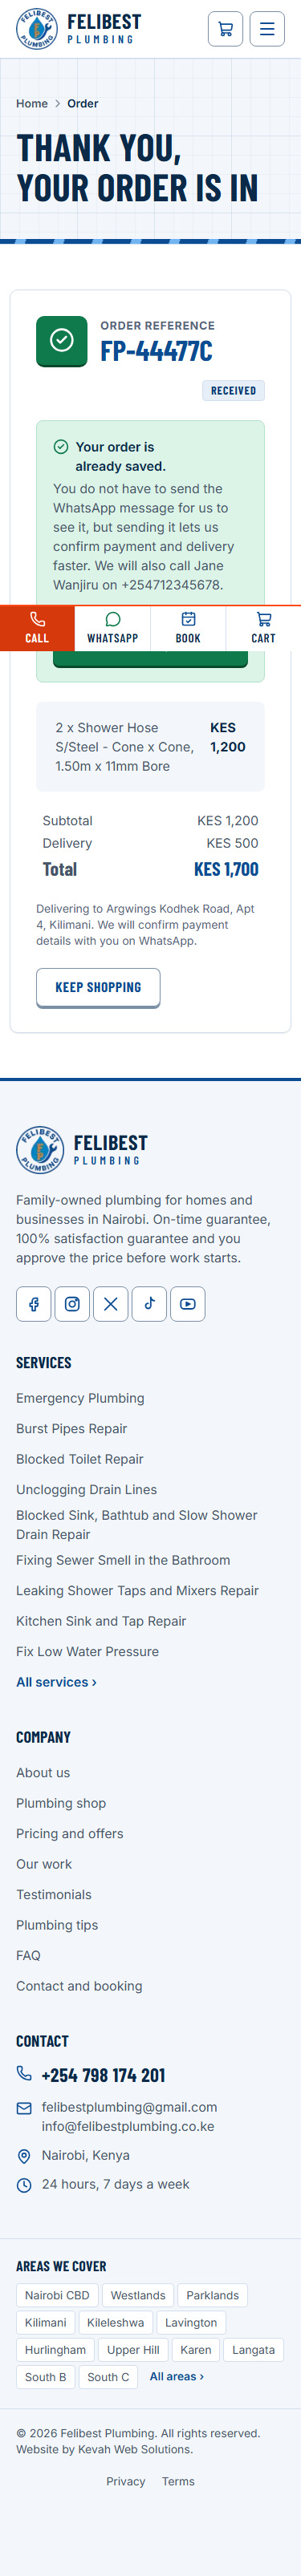 FELIBEST PLUMBING
FELIBEST
PLUMBING
Home > Order
THANK YOU,
YOUR ORDER IS IN
ORDER REFERENCE
FP-44477C
RECEIVED
Your order is
already saved.
You do not have to send the
WhatsApp message for us to
see it, but sending it lets us
confirm payment and delivery
faster. We will also call Jane
Wanjiru on +254712345678.
CALL WHATSAPP BOOK CART
2 x Shower Hose KES
S/Steel - Cone x Cone, 1,200
1.50m x 11mm Bore
Subtotal KES 1,200
Delivery KES 500
Total KES 1,700
Delivering to Argwings Kodhek Road, Apt
4, Kilimani. We will confirm payment
details with you on WhatsApp.
KEEP SHOPPING
FELIBEST PLUMBING
FELIBEST
PLUMBING
Family-owned plumbing for homes and
businesses in Nairobi. On-time guarantee,
100% satisfaction guarantee and you
approve the price before work starts.
SERVICES
Emergency Plumbing
Burst Pipes Repair
Blocked Toilet Repair
Unclogging Drain Lines
Blocked Sink, Bathtub and Slow Shower
Drain Repair
Fixing Sewer Smell in the Bathroom
Leaking Shower Taps and Mixers Repair
Kitchen Sink and Tap Repair
Fix Low Water Pressure
All services ›
COMPANY
About us
Plumbing shop
Pricing and offers
Our work
Testimonials
Plumbing tips
FAQ
Contact and booking
CONTACT
+254 798 174 201
felibestplumbing@gmail.com
info@felibestplumbing.co.ke
Nairobi, Kenya
24 hours, 7 days a week
AREAS WE COVER
Nairobi CBD Westlands Parklands
Kilimani Kileleshwa Lavington
Hurlingham Upper Hill Karen Langata
South B South C All areas ›
© 2026 Felibest Plumbing. All rights reserved.
Website by Kevah Web Solutions.
Privacy Terms